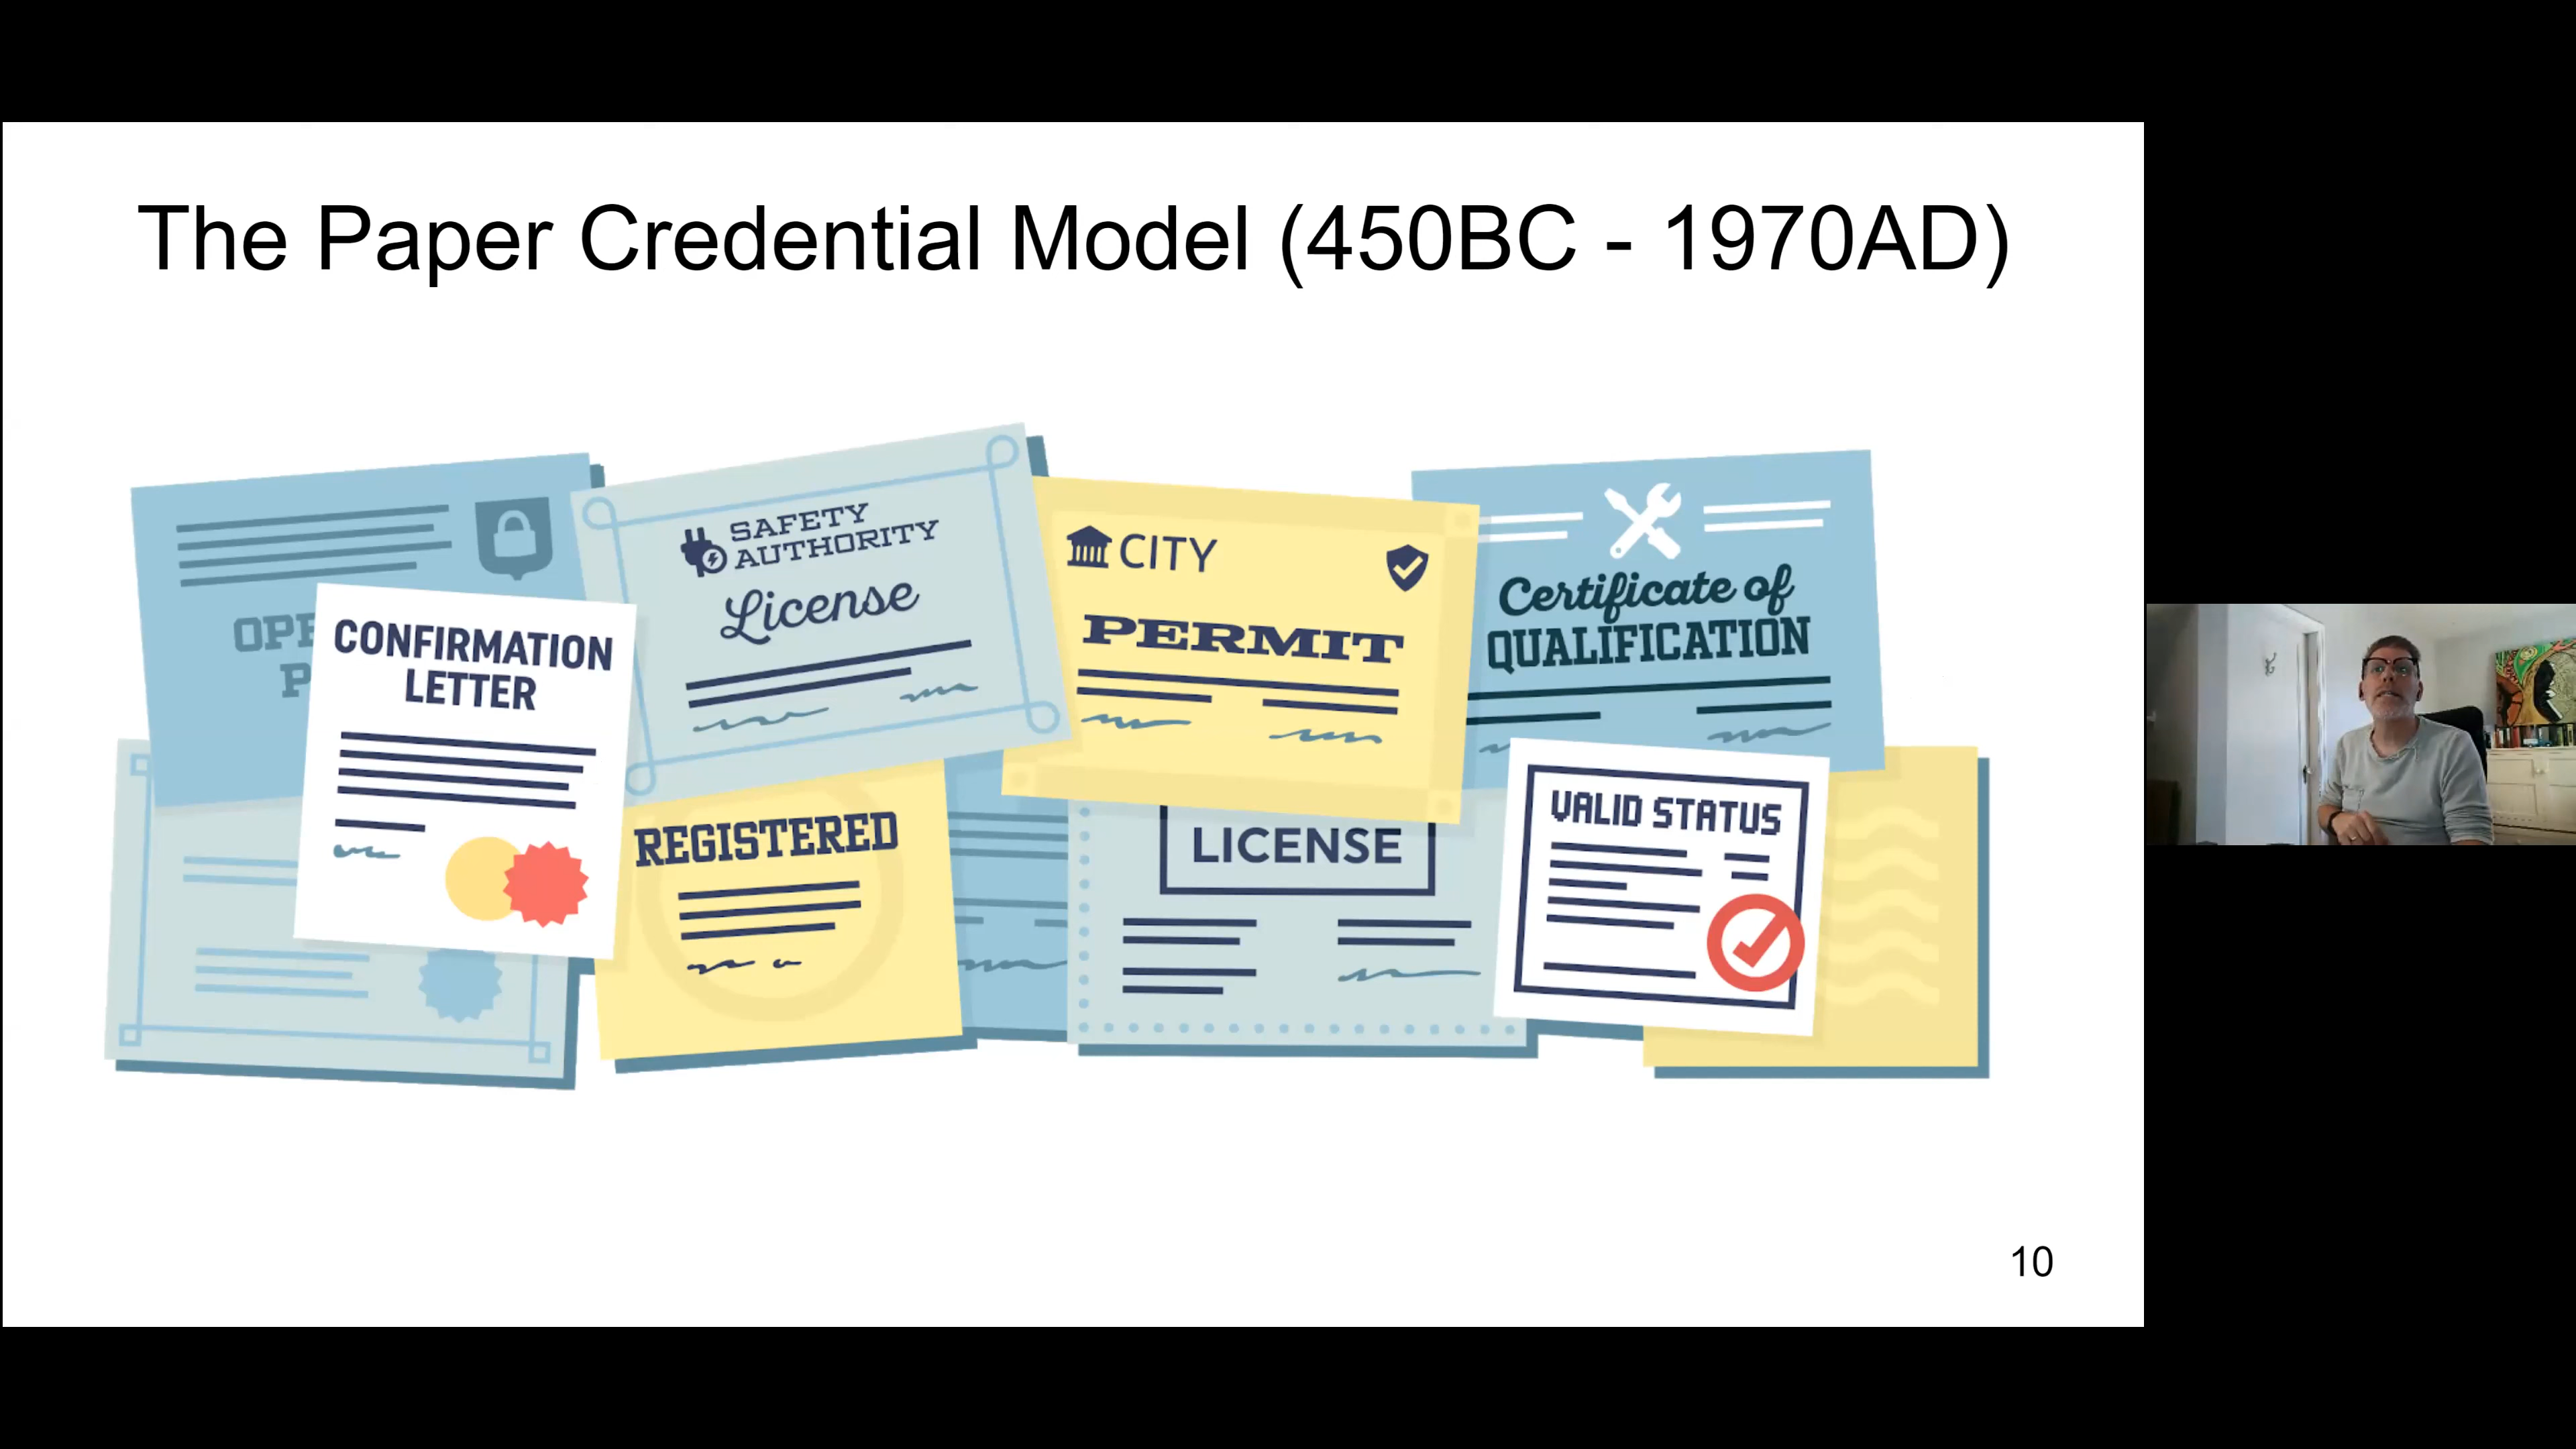 The Paper Credential Model (450BC - 1970AD)
SAFETY
AUTHORITY
License
CITY
PERMIT
Certificate of
QUALIFICATION
CONFIRMATION
LETTER
REGISTERED
LICENSE
VALID STATUS
10